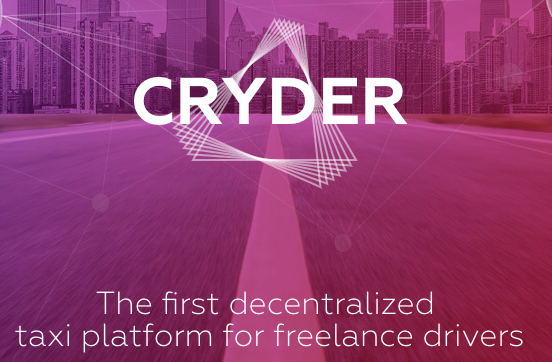 CRYDER
The first decentralized
taxi platform for freelance drivers